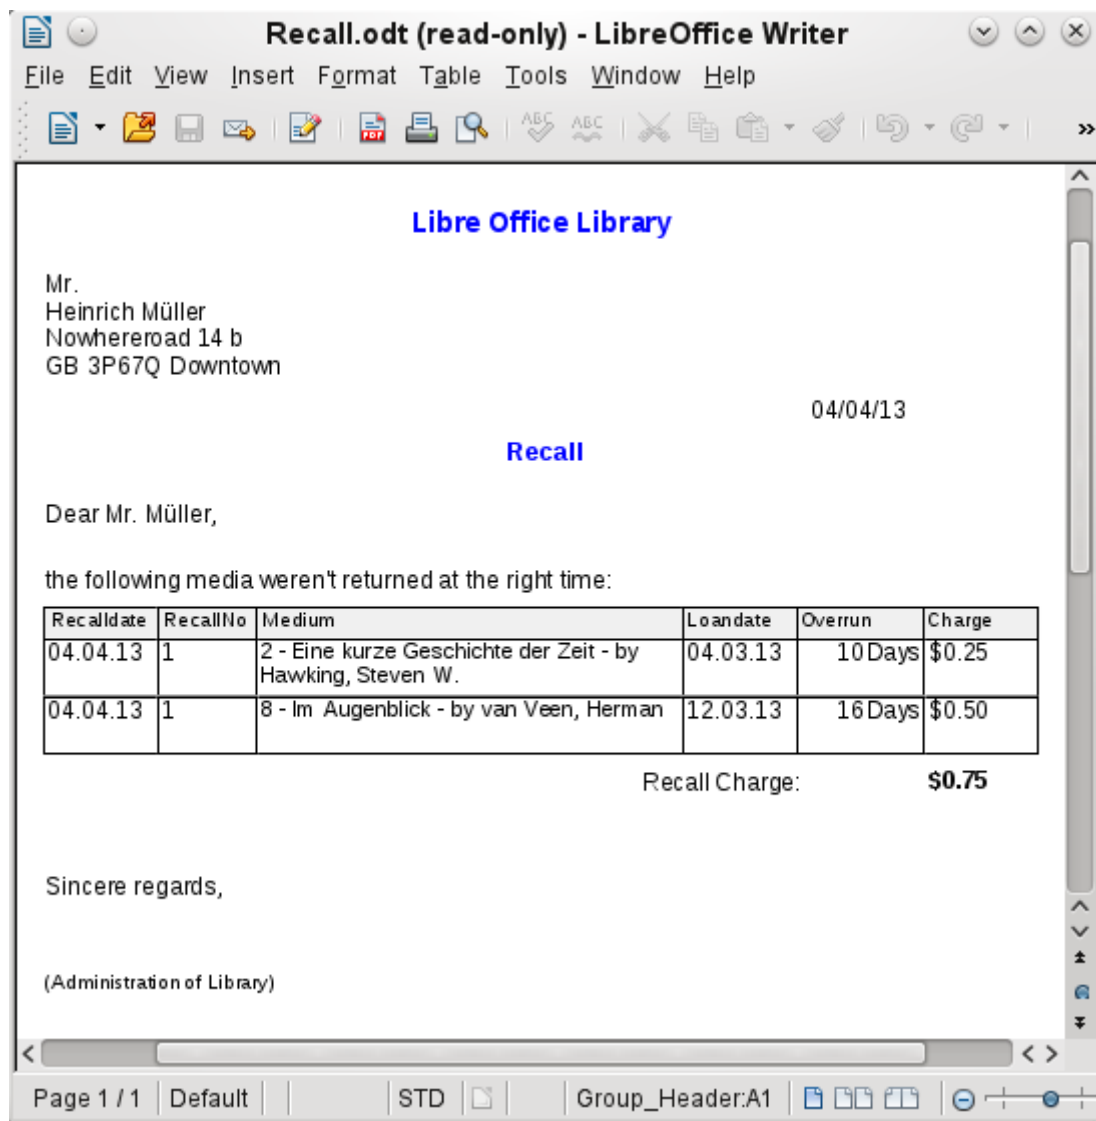 Recall.odt (read-only) - LibreOffice Writer
File Edit View Insert Format Table Tools Window Help
PDF ABC ABC »
Libre Office Library
Mr.
Heinrich Müller
Nowhereroad 14 b
GB 3P67Q Downtown
04/04/13
Recall
Dear Mr. Müller,
the following media weren't returned at the right time:
Recalldate RecallNo Medium Loandate Overrun Charge
04.04.13 1 2 - Eine kurze Geschichte der Zeit - by 04.03.13 10 Days $0.25
Hawking, Steven W.
04.04.13 1 8 - Im Augenblick - by van Veen, Herman 12.03.13 16 Days $0.50
Recall Charge: $0.75
Sincere regards,
(Administration of Library)
Page 1 / 1 Default STD Group_Header:A1